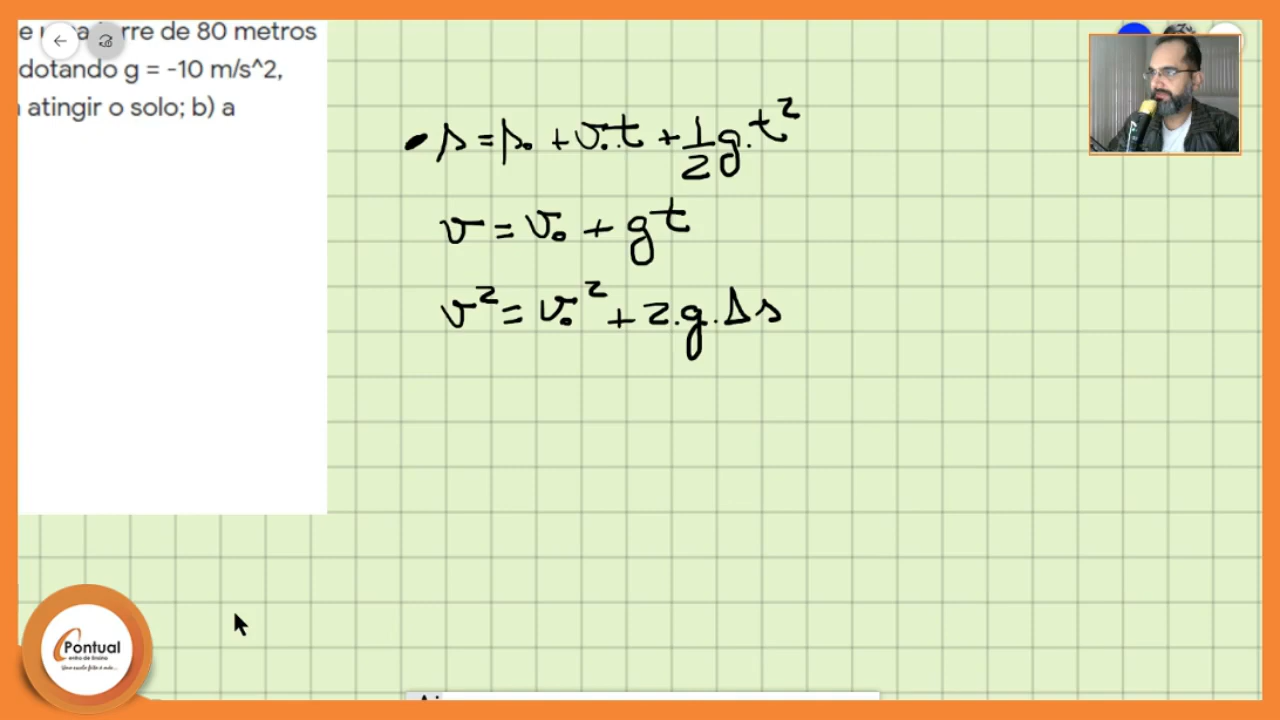 rre de 80 metros
dotando g = -10 m/s^2,
atingir o solo; b) a
s = s₀ + v₀.t + 1/2 g.t²
v = v₀ + gt
v² = v₀² + 2.g.Δs
Pontual